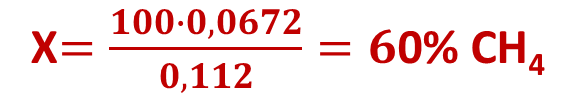 X= 100·0,0672 / 0,112 = 60% CH₄